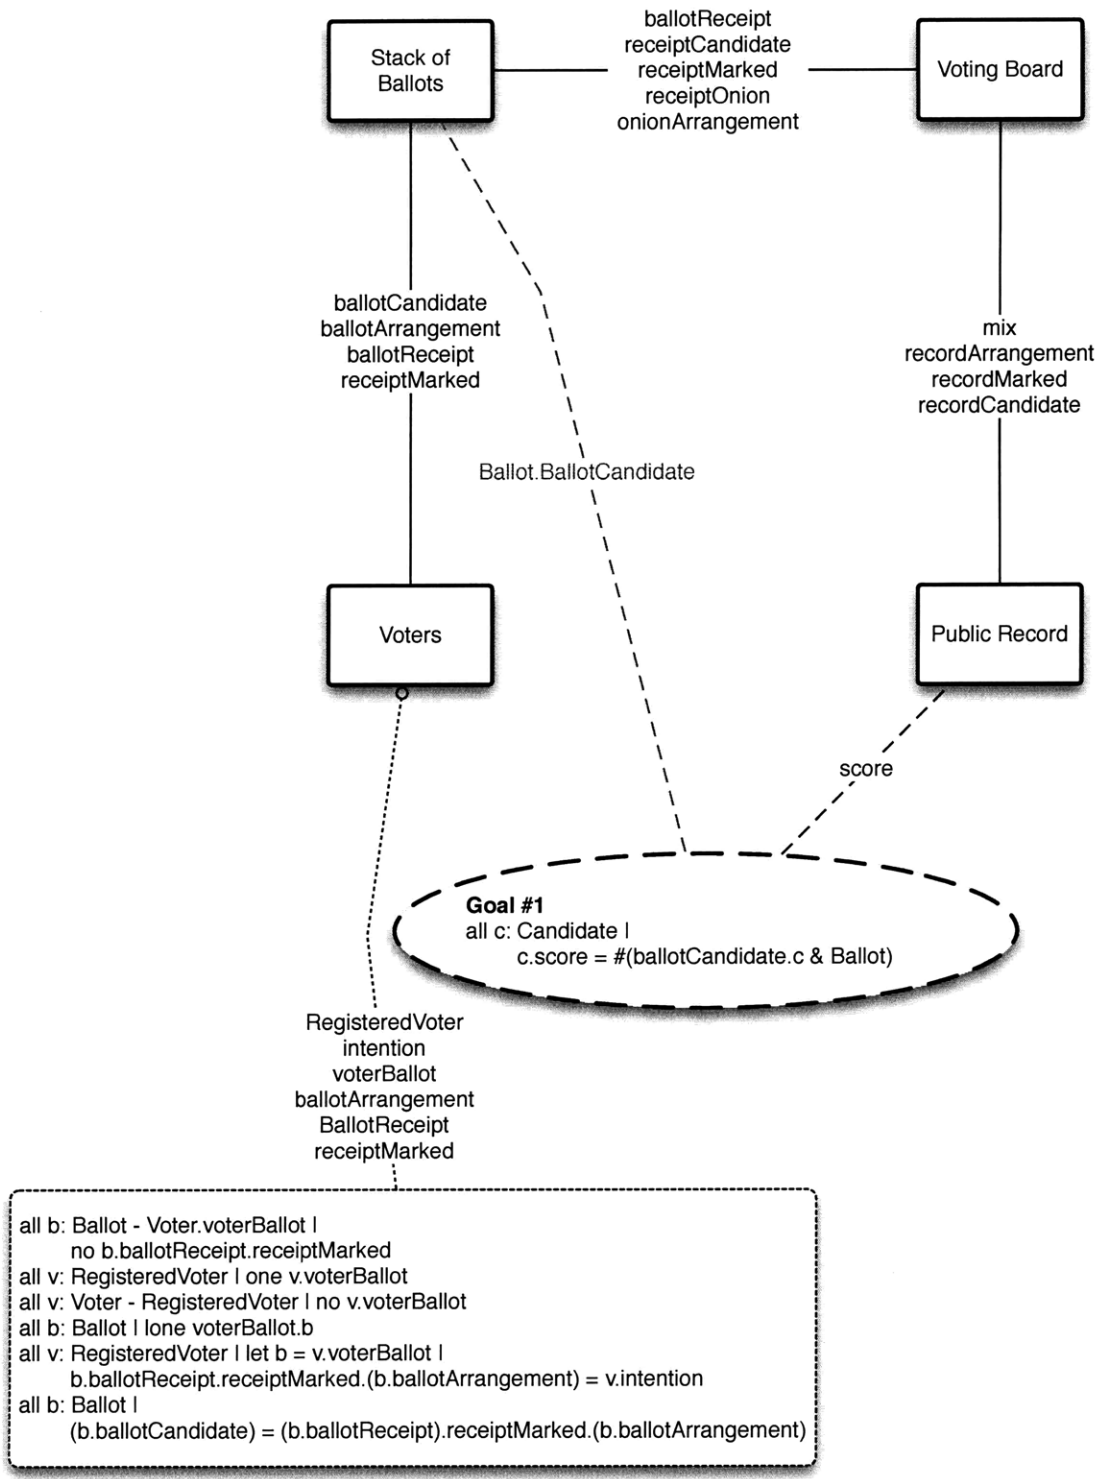 Stack of
Ballots
ballotReceipt
receiptCandidate
receiptMarked
receiptOnion
onionArrangement
Voting Board
ballotCandidate
ballotArrangement
ballotReceipt
receiptMarked
mix
recordArrangement
recordMarked
recordCandidate
Ballot.BallotCandidate
Voters
Public Record
score
Goal #1
all c: Candidate |
c.score = #(ballotCandidate.c & Ballot)
RegisteredVoter
intention
voterBallot
ballotArrangement
BallotReceipt
receiptMarked
all b: Ballot - Voter.voterBallot |
no b.ballotReceipt.receiptMarked
all v: RegisteredVoter | one v.voterBallot
all v: Voter - RegisteredVoter | no v.voterBallot
all b: Ballot | lone voterBallot.b
all v: RegisteredVoter | let b = v.voterBallot |
b.ballotReceipt.receiptMarked.(b.ballotArrangement) = v.intention
all b: Ballot |
(b.ballotCandidate) = (b.ballotReceipt).receiptMarked.(b.ballotArrangement)